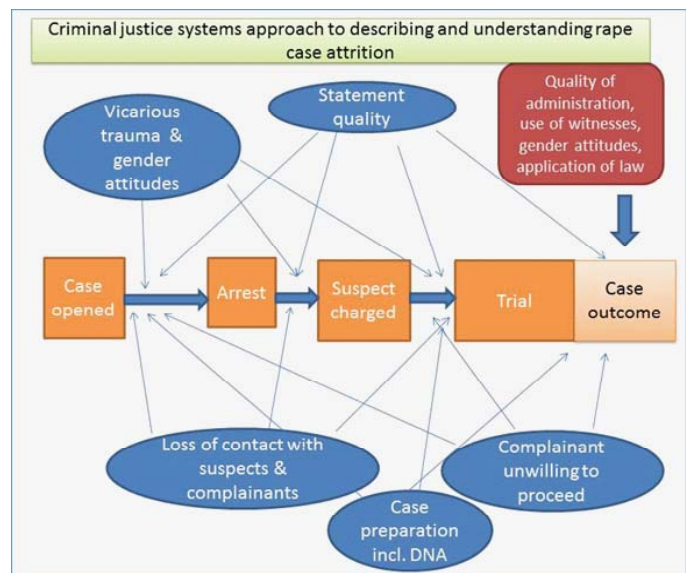 Criminal justice systems approach to describing and understanding rape
case attrition
Vicarious
trauma &
gender
attitudes
Statement
quality
Quality of
administration,
use of witnesses,
gender attitudes,
application of law
Case
opened
Arrest
Suspect
charged
Trial
Case
outcome
Loss of contact with
suspects &
complainants
Case
preparation
incl. DNA
Complainant
unwilling to
proceed